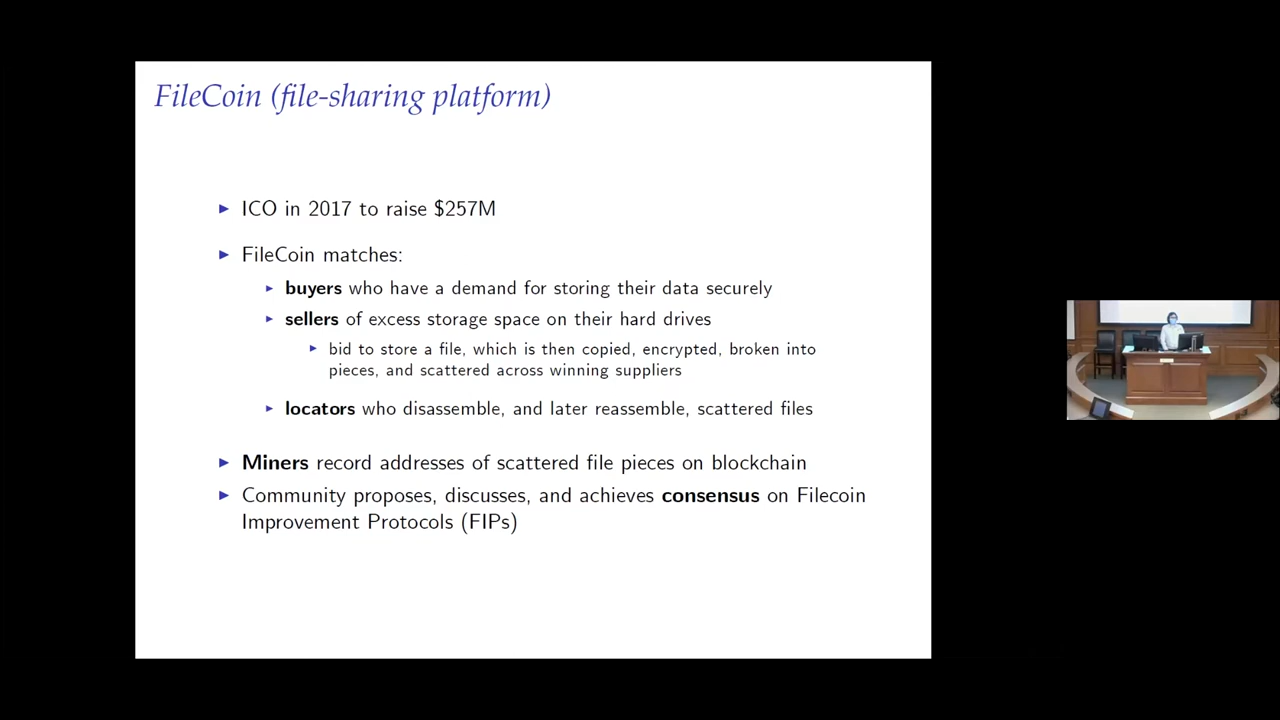 FileCoin (file-sharing platform)
ICO in 2017 to raise $257M
FileCoin matches:
buyers who have a demand for storing their data securely
sellers of excess storage space on their hard drives
bid to store a file, which is then copied, encrypted, broken into
pieces, and scattered across winning suppliers
locators who disassemble, and later reassemble, scattered files
Miners record addresses of scattered file pieces on blockchain
Community proposes, discusses, and achieves consensus on Filecoin
Improvement Protocols (FIPs)